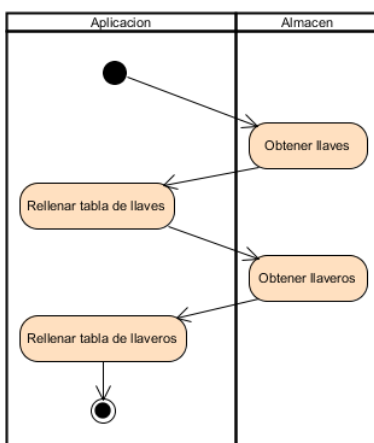 Aplicacion
Almacen
Obtener llaves
Rellenar tabla de llaves
Obtener llaveros
Rellenar tabla de llaveros